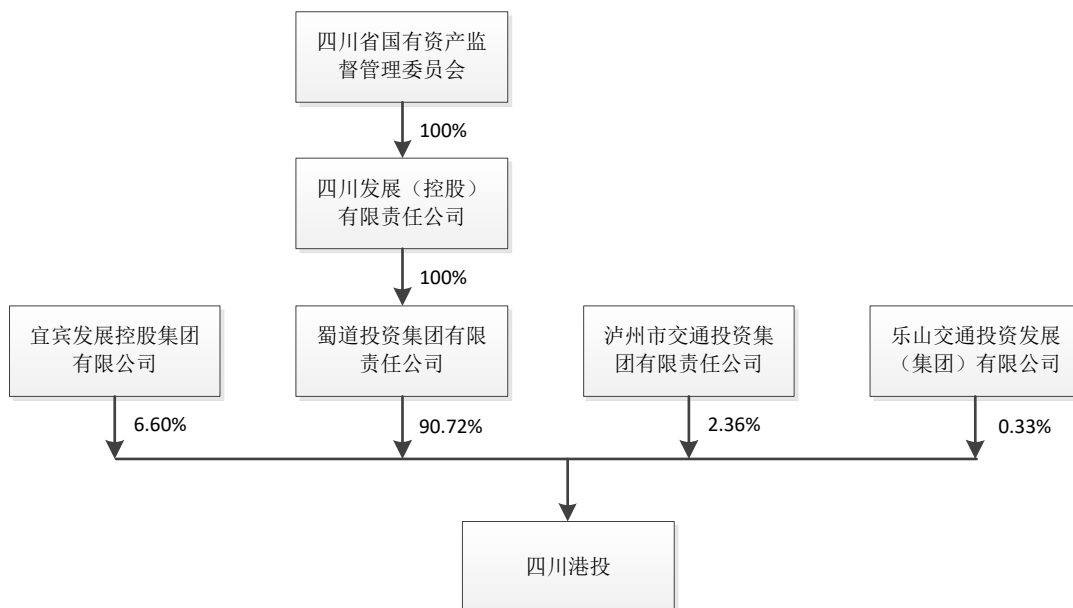 四川省国有资产监
督管理委员会
100%
四川发展（控股）
有限责任公司
100%
宜宾发展控股集团
有限公司
蜀道投资集团有限
责任公司
泸州市交通投资集
团有限责任公司
乐山交通投资发展
（集团）有限公司
6.60%
90.72%
2.36%
0.33%
四川港投